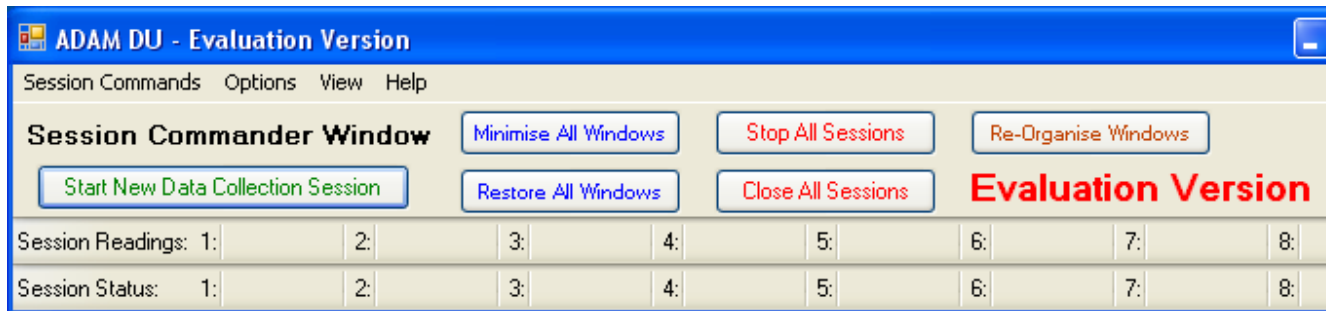 ADAM DU - Evaluation Version
Session Commands Options View Help
Session Commander Window Minimise All Windows Stop All Sessions Re-Organise Windows
Start New Data Collection Session Restore All Windows Close All Sessions Evaluation Version
Session Readings: 1: 2: 3: 4: 5: 6: 7: 8:
Session Status: 1: 2: 3: 4: 5: 6: 7: 8: